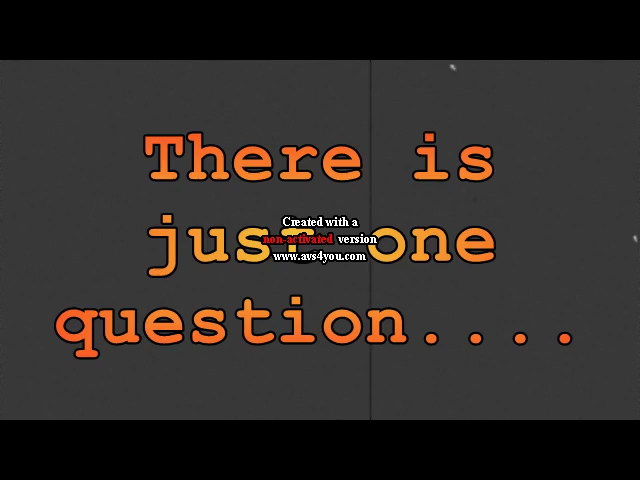 There is
just one
question....
Created with a
non-activated version
www.avs4you.com